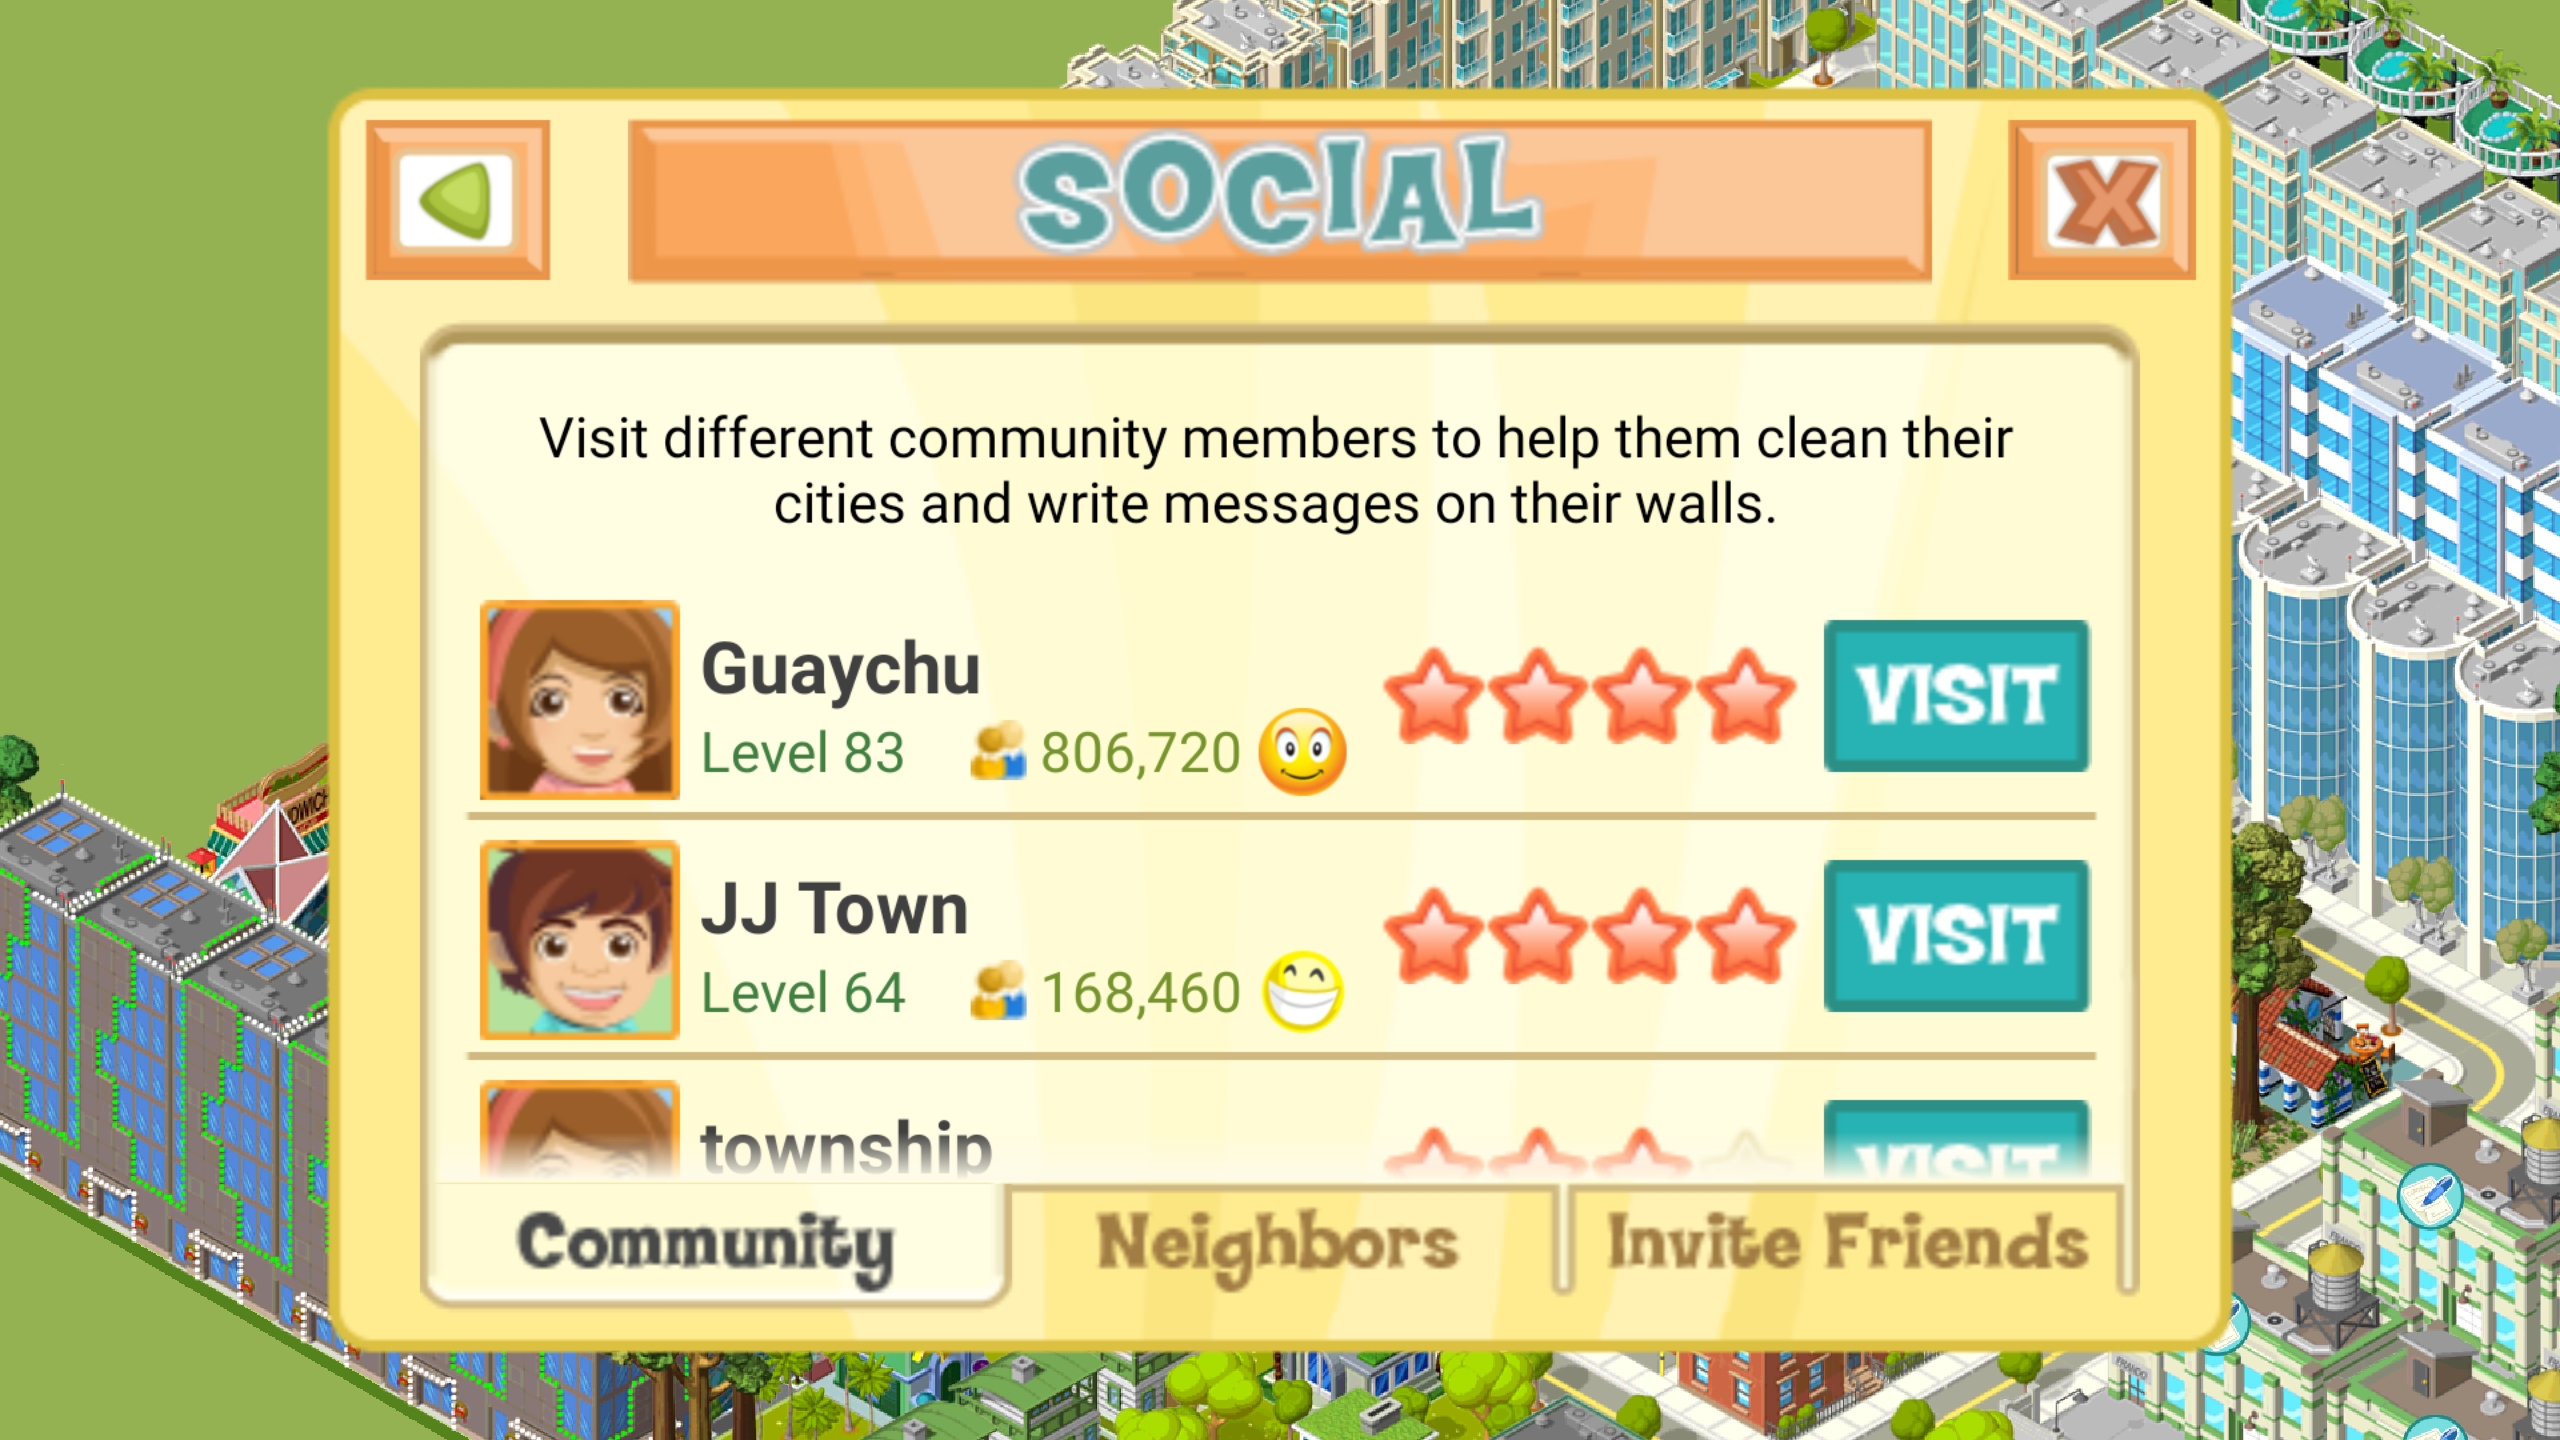 SOCIAL
X
Visit different community members to help them clean their
cities and write messages on their walls.
Guaychu
Level 83 806,720
VISIT
JJ Town
Level 64 168,460
VISIT
township
VISIT
Community Neighbors Invite Friends